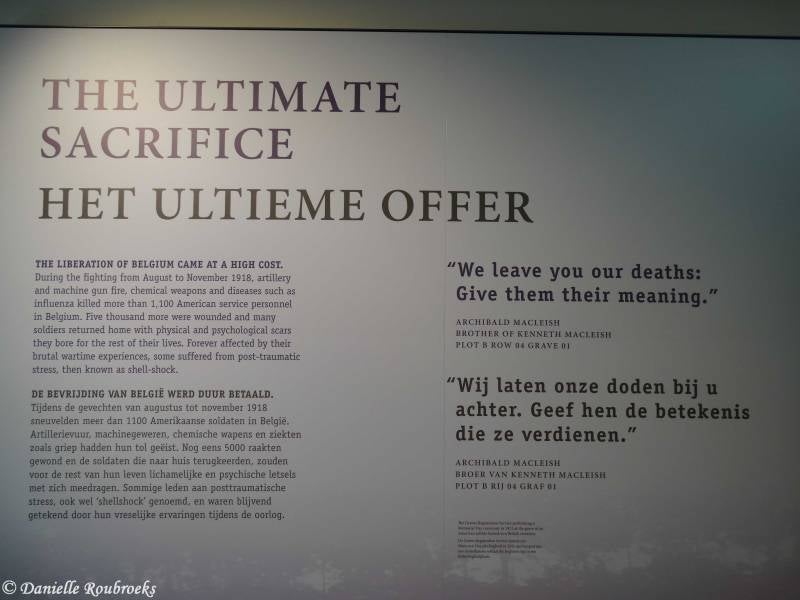 THE ULTIMATE
SACRIFICE
HET ULTIEME OFFER
THE LIBERATION OF BELGIUM CAME AT A HIGH COST.
During the fighting from August to November 1918, artillery
and machine gun fire, chemical weapons and diseases such as
influenza killed more than 1,100 American service personnel
in Belgium. Five thousand more were wounded and many
soldiers returned home with physical and psychological scars
they bore for the rest of their lives. Forever affected by their
brutal wartime experiences, some suffered from post-traumatic
stress, then known as shell-shock.
DE BEVRIJDING VAN BELGIË WERD DUUR BETAALD.
Tijdens de gevechten van augustus tot november 1918
sneuvelden meer dan 1100 Amerikaanse soldaten in België.
Artillerievuur, machinegeweren, chemische wapens en ziekten
zoals griep hadden hun tol geëist. Nog eens 5000 raakten
gewond en de soldaten die naar huis terugkeerden, zouden
voor de rest van hun leven lichamelijke en psychische letsels
met zich meedragen. Sommige leden aan posttraumatische
stress, ook wel ‘shellshock’ genoemd, en waren blijvend
getekend door hun vreselijke ervaringen tijdens de oorlog.
“We leave you our deaths:
Give them their meaning.”
ARCHIBALD MACLEISH
BROTHER OF KENNETH MACLEISH
PLOT B ROW 04 GRAVE 01
“Wij laten onze doden bij u
achter. Geef hen de betekenis
die ze verdienen.”
ARCHIBALD MACLEISH
BROER VAN KENNETH MACLEISH
PLOT B RIJ 04 GRAF 01
© Danielle Roubroeks